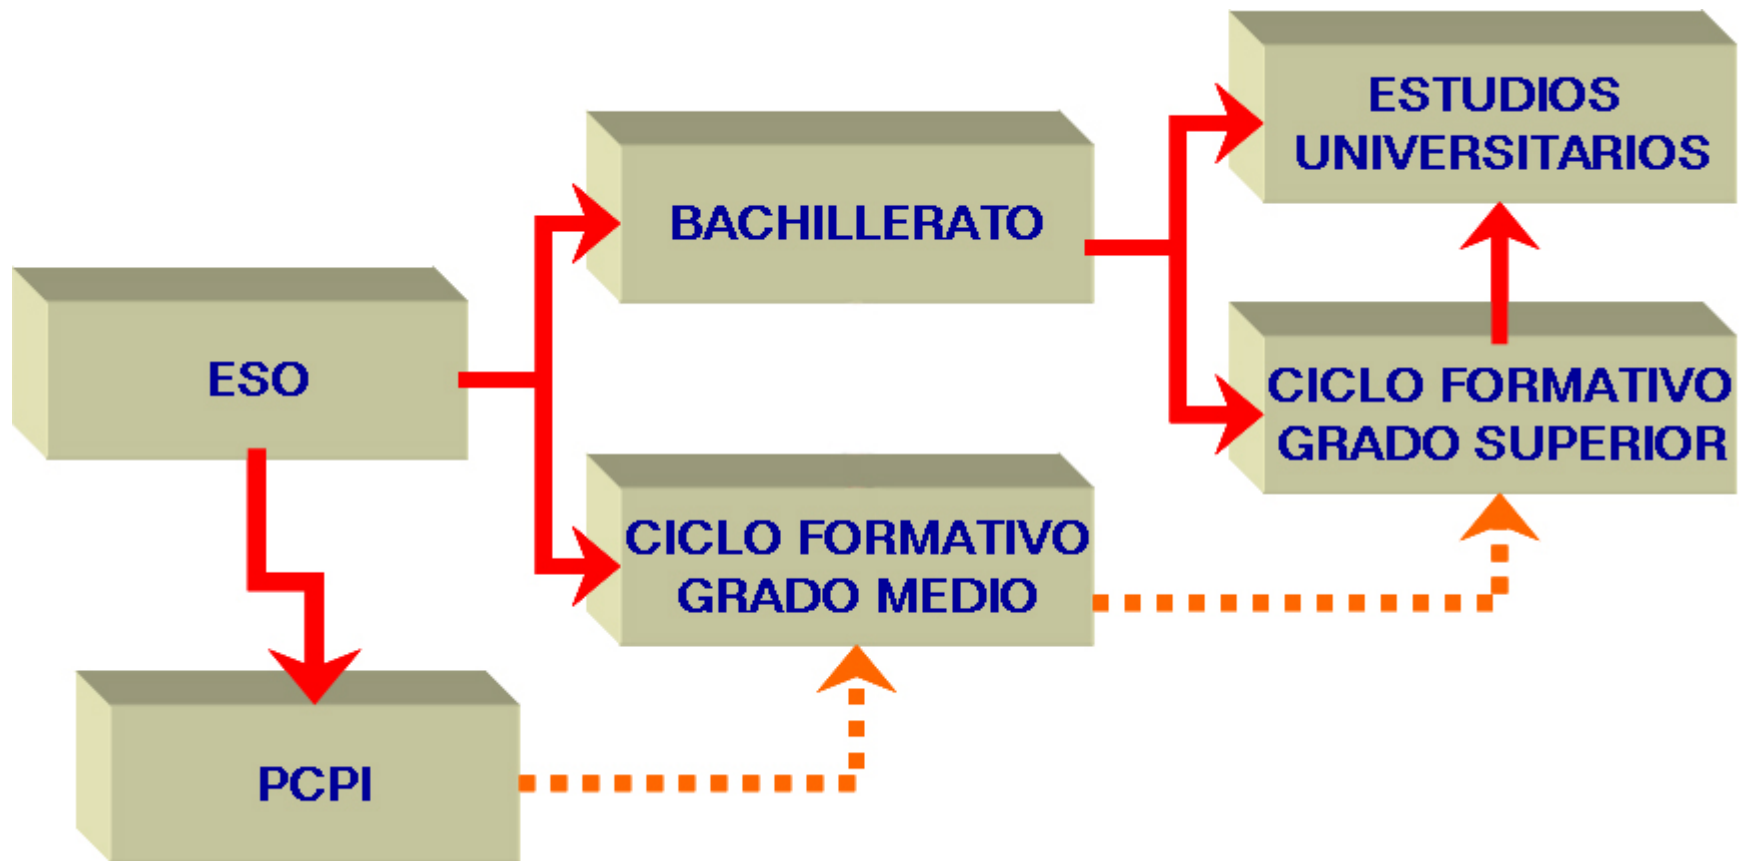 ESTUDIOS
UNIVERSITARIOS
BACHILLERATO
ESO
CICLO FORMATIVO
GRADO SUPERIOR
CICLO FORMATIVO
GRADO MEDIO
PCPI